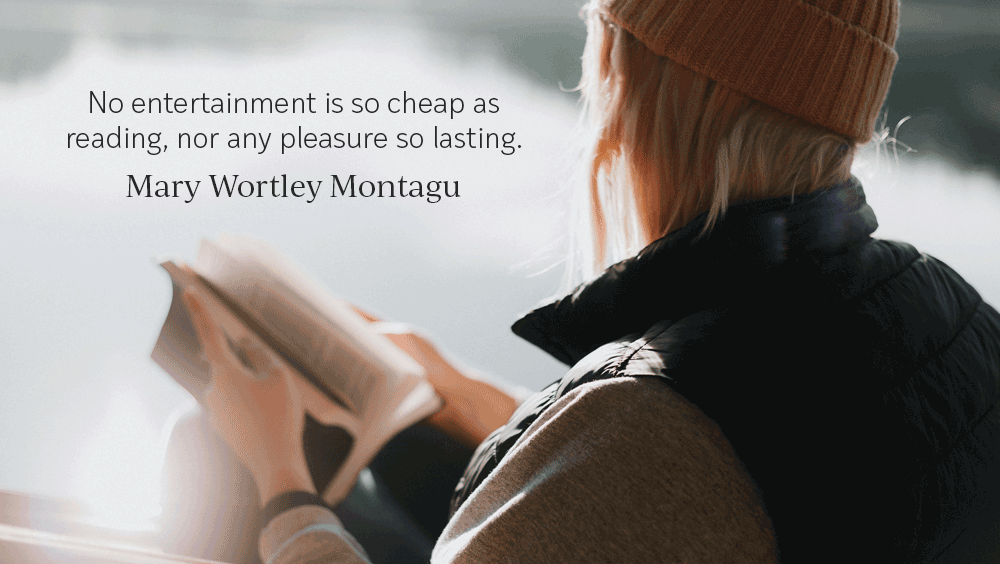 No entertainment is so cheap as
reading, nor any pleasure so lasting.
Mary Wortley Montagu